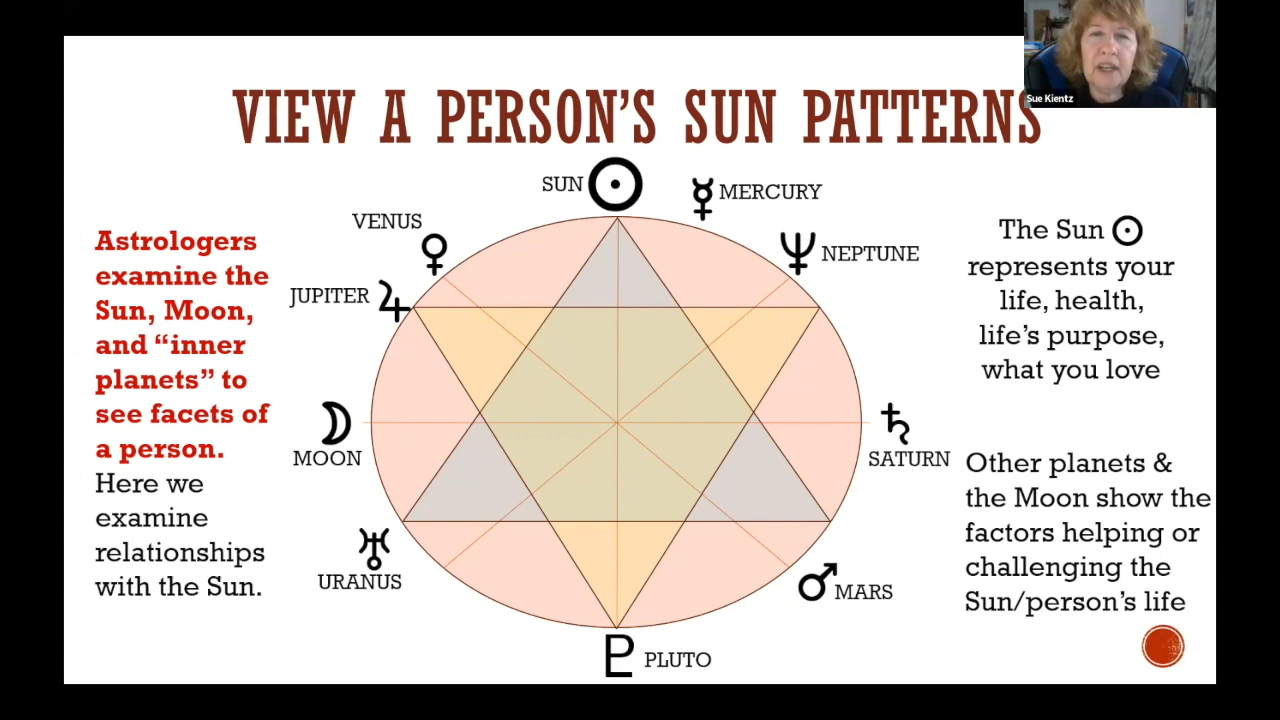 Sue Kientz
VIEW A PERSON'S SUN PATTERNS
SUN
MERCURY
VENUS
NEPTUNE
JUPITER
MOON
SATURN
URANUS
MARS
PLUTO
Astrologers
examine the
Sun, Moon,
and “inner
planets” to
see facets of
a person.
Here we
examine
relationships
with the Sun.
The Sun ☉
represents your
life, health,
life's purpose,
what you love
Other planets &
the Moon show the
factors helping or
challenging the
Sun/person's life